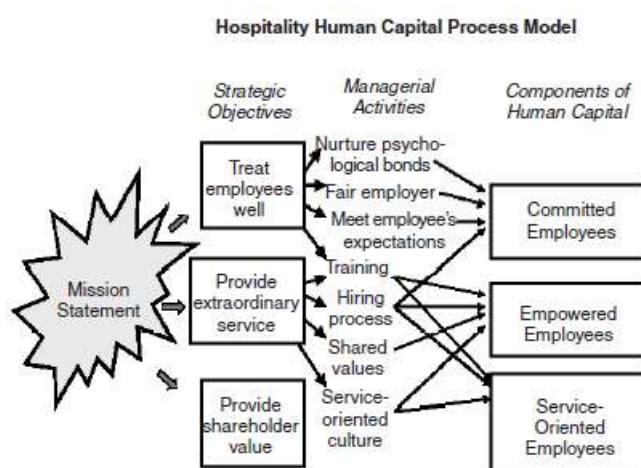 Hospitality Human Capital Process Model
Strategic
Objectives
Managerial
Activities
Components of
Human Capital
Mission
Statement
Treat
employees
well
Provide
extraordinary
service
Provide
shareholder
value
Nurture psycho-
logical bonds
Fair employer
Meet employee's
expectations
Training
Hiring
process
Shared
values
Service-
oriented
culture
Committed
Employees
Empowered
Employees
Service-
Oriented
Employees